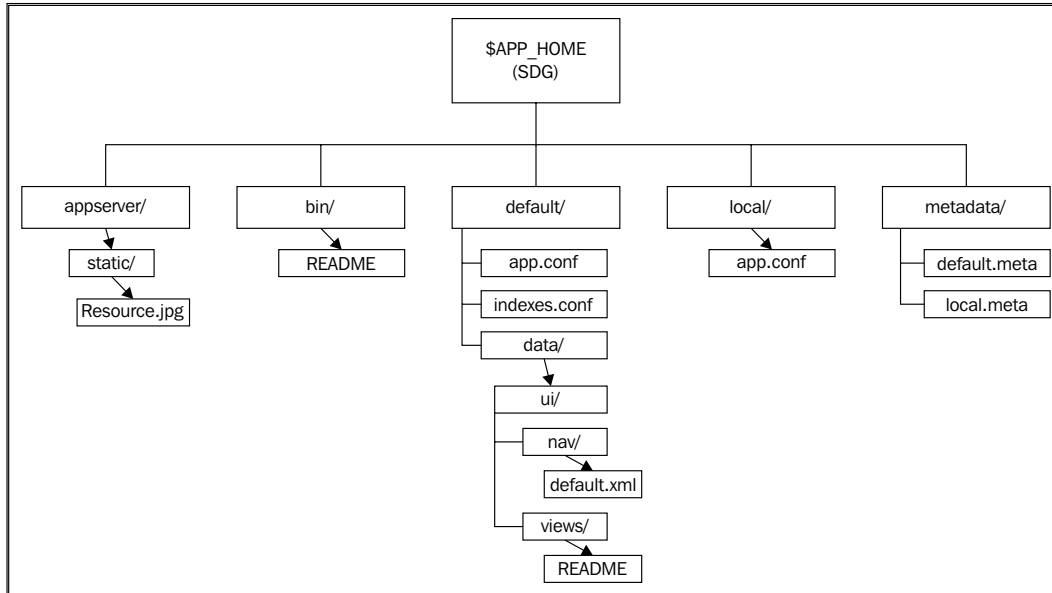 $APP_HOME
(SDG)
appserver/
bin/
default/
local/
metadata/
static/
README
app.conf
app.conf
default.meta
Resource.jpg
indexes.conf
local.meta
data/
ui/
nav/
default.xml
views/
README